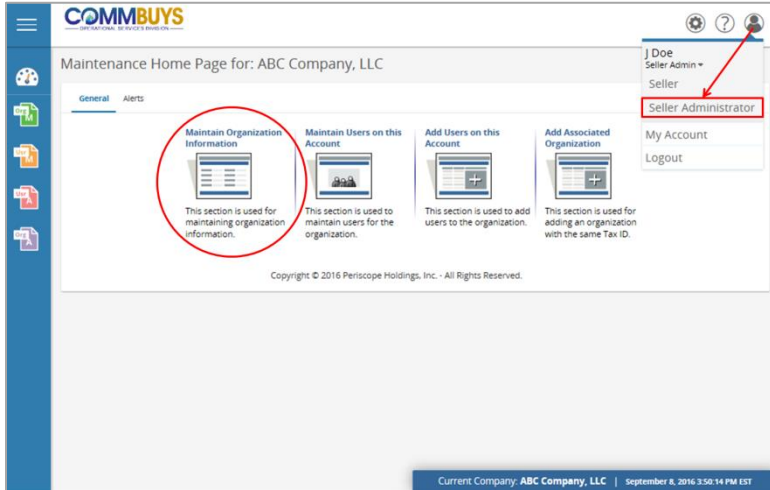 COMMBUYS
OPERATIONAL SERVICES DIVISION
?
J Doe
Seller Admin
Seller
Seller Administrator
My Account
Logout
Maintenance Home Page for: ABC Company, LLC
General Alerts
Org
M
Usr
M
Usr
A
Org
A
Maintain Organization
Information
This section is used for
maintaining organization
information.
Maintain Users on this
Account
This section is used to
maintain users for the
organization.
Add Users on this
Account
This section is used to add
users to the organization.
Add Associated
Organization
This section is used for
adding an organization
with the same Tax ID.
Copyright © 2016 Periscope Holdings, Inc. - All Rights Reserved.
Current Company: ABC Company, LLC | September 8, 2016 3:50:14 PM EST